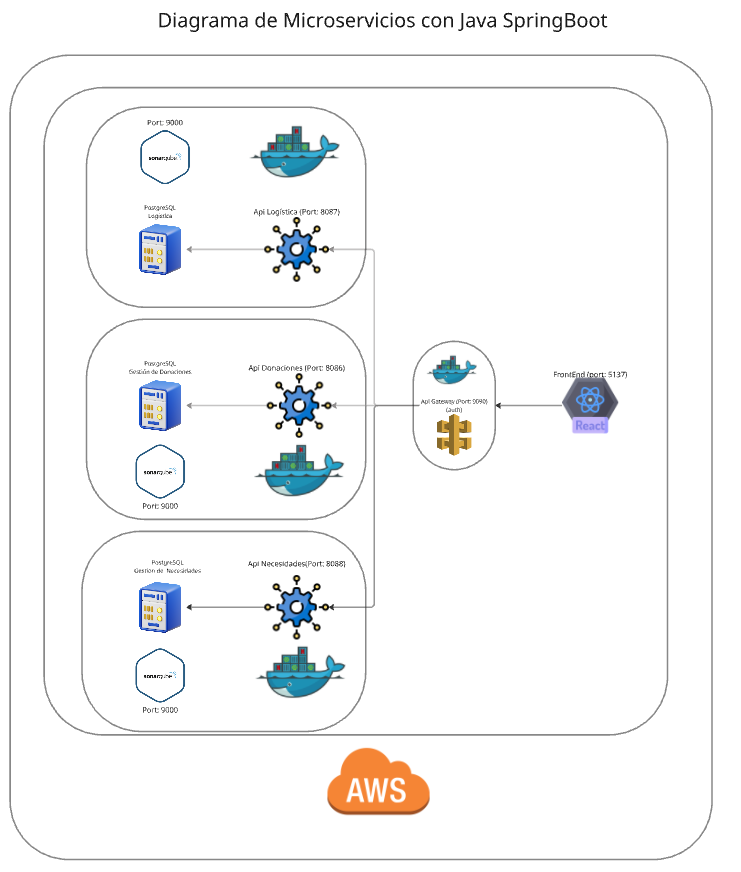 Diagrama de Microservicios con Java SpringBoot
Port: 9000
sonarqube
PostgreSQL
Logística
Api Logística (Port: 8087)
PostgreSQL
Gestión de Donaciones
Api Donaciones (Port: 8086)
sonarqube
Port: 9000
Api Gateway (Port: 9090)
(auth)
FrontEnd (port: 5137)
React
PostgreSQL
Gestion de Necesidades
Api Necesidades(Port: 8088)
sonarqube
Port: 9000
AWS